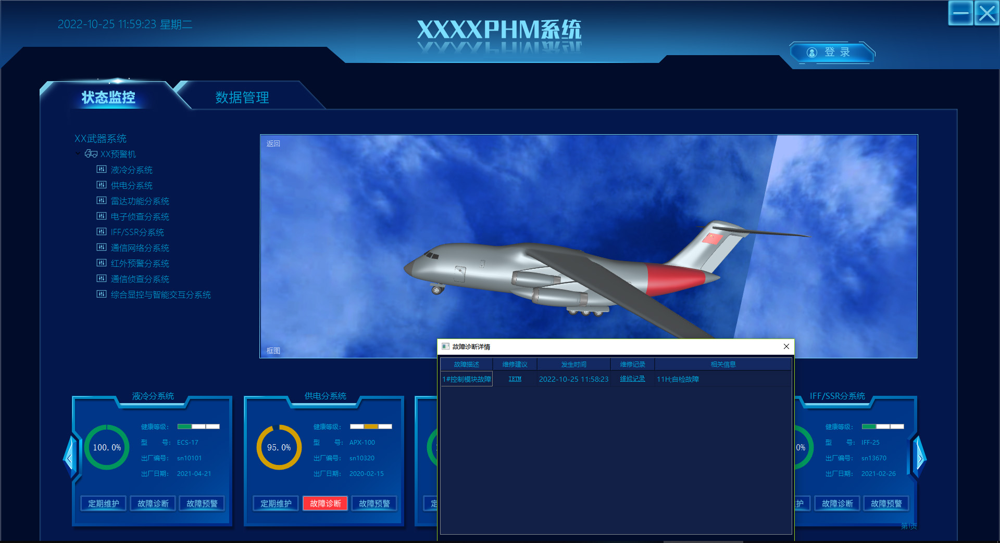 2022-10-25 11:59:23 星期二
XXXXPHM系统
登 录
状态监控
数据管理
XX武器系统
XX预警机
液冷分系统
供电分系统
雷达功能分系统
电子侦查分系统
IFF/SSR分系统
通信网络分系统
红外预警分系统
通信侦查分系统
综合显控与智能交互分系统
返回
框图
故障诊断详情
故障描述 维修建议 发生时间 维修记录 相关信息
1#控制模块故障 IETM 2022-10-25 11:58:23 维修记录 11H;自检故障
液冷分系统
100.0%
健康等级：
型 号： ECS-17
出厂编号： sn10101
出厂日期： 2021-04-21
定期维护 故障诊断 故障预警
供电分系统
95.0%
健康等级：
型 号： APX-100
出厂编号： sn10320
出厂日期： 2020-02-15
定期维护 故障诊断 故障预警
定
IFF/SSR分系统
0%
健康等级：
型 号： IFF-25
出厂编号： sn13670
出厂日期： 2021-02-26
护 故障诊断 故障预警
第1页